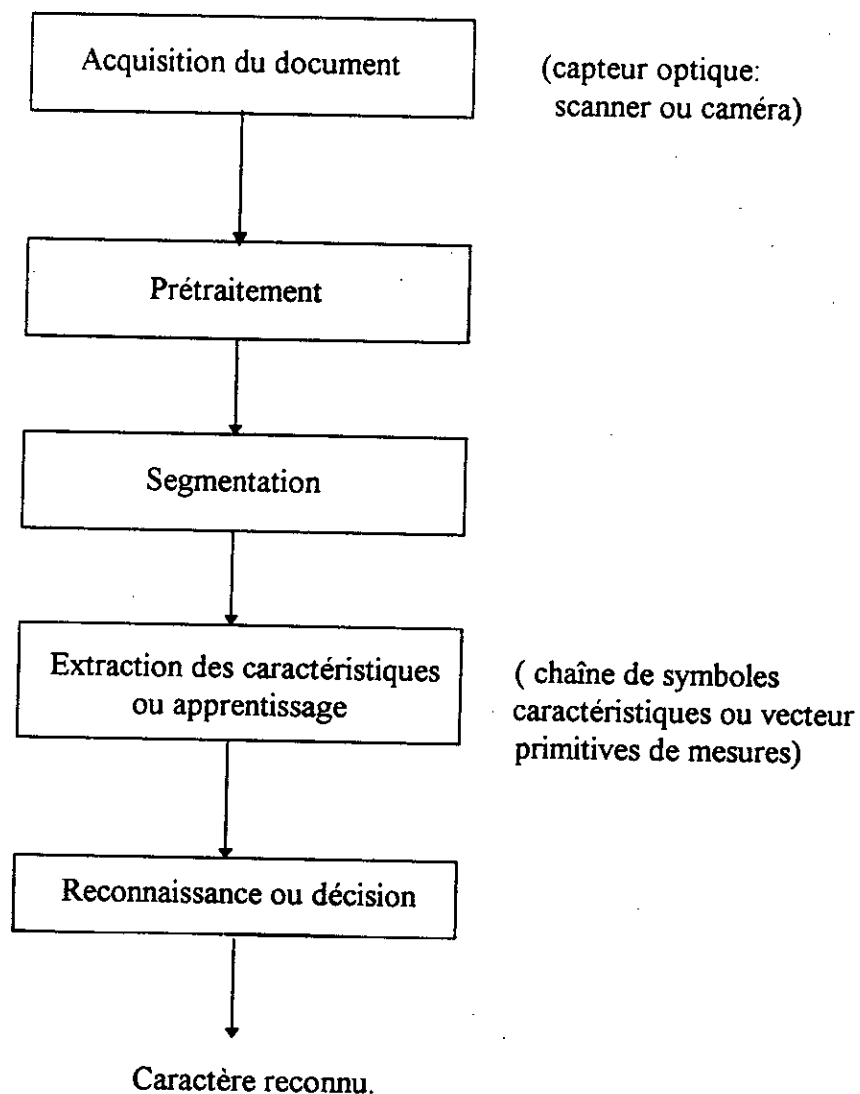 Acquisition du document
(capteur optique:
scanner ou caméra)
Prétraitement
Segmentation
Extraction des caractéristiques
ou apprentissage
( chaîne de symboles
caractéristiques ou vecteur
primitives de mesures)
Reconnaissance ou décision
Caractère reconnu.